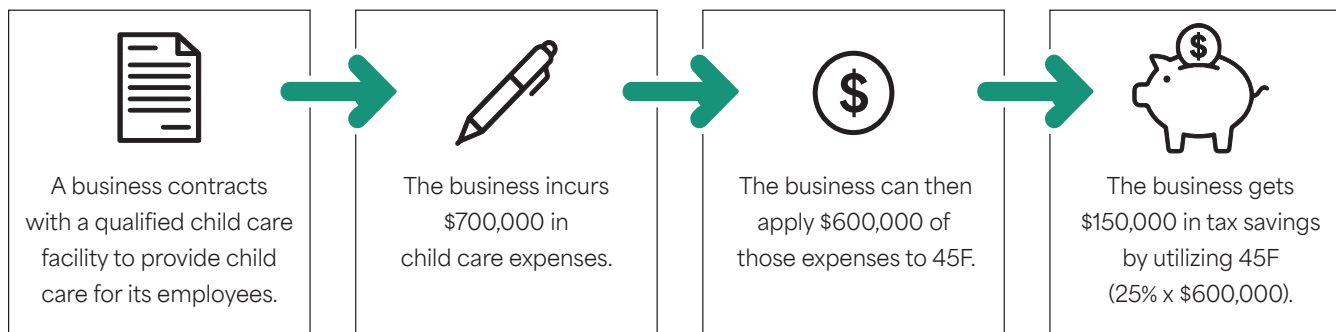 A business contracts
with a qualified child care
facility to provide child
care for its employees.
The business incurs
$700,000 in
child care expenses.
$
The business can then
apply $600,000 of
those expenses to 45F.
$
The business gets
$150,000 in tax savings
by utilizing 45F
(25% x $600,000).